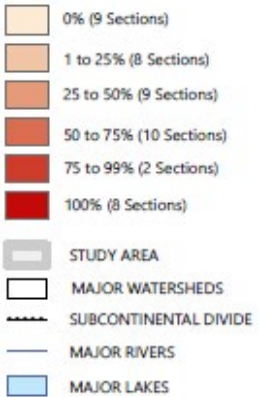 0% (9 Sections)
1 to 25% (8 Sections)
25 to 50% (9 Sections)
50 to 75% (10 Sections)
75 to 99% (2 Sections)
100% (8 Sections)
STUDY AREA
MAJOR WATERSHEDS
SUBCONTINENTAL DIVIDE
MAJOR RIVERS
MAJOR LAKES